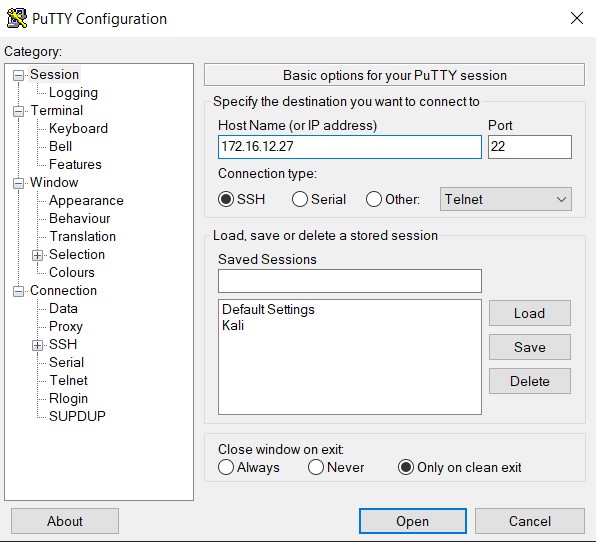 PuTTY Configuration
Category:
Session
Logging
Terminal
Keyboard
Bell
Features
Window
Appearance
Behaviour
Translation
Selection
Colours
Connection
Data
Proxy
SSH
Serial
Telnet
Rlogin
SUPDUP
Basic options for your PuTTY session
Specify the destination you want to connect to
Host Name (or IP address) Port
172.16.12.27 22
Connection type:
SSH Serial Other: Telnet
Load, save or delete a stored session
Saved Sessions
Default Settings
Kali
Load
Save
Delete
Close window on exit:
Always Never Only on clean exit
About Open Cancel